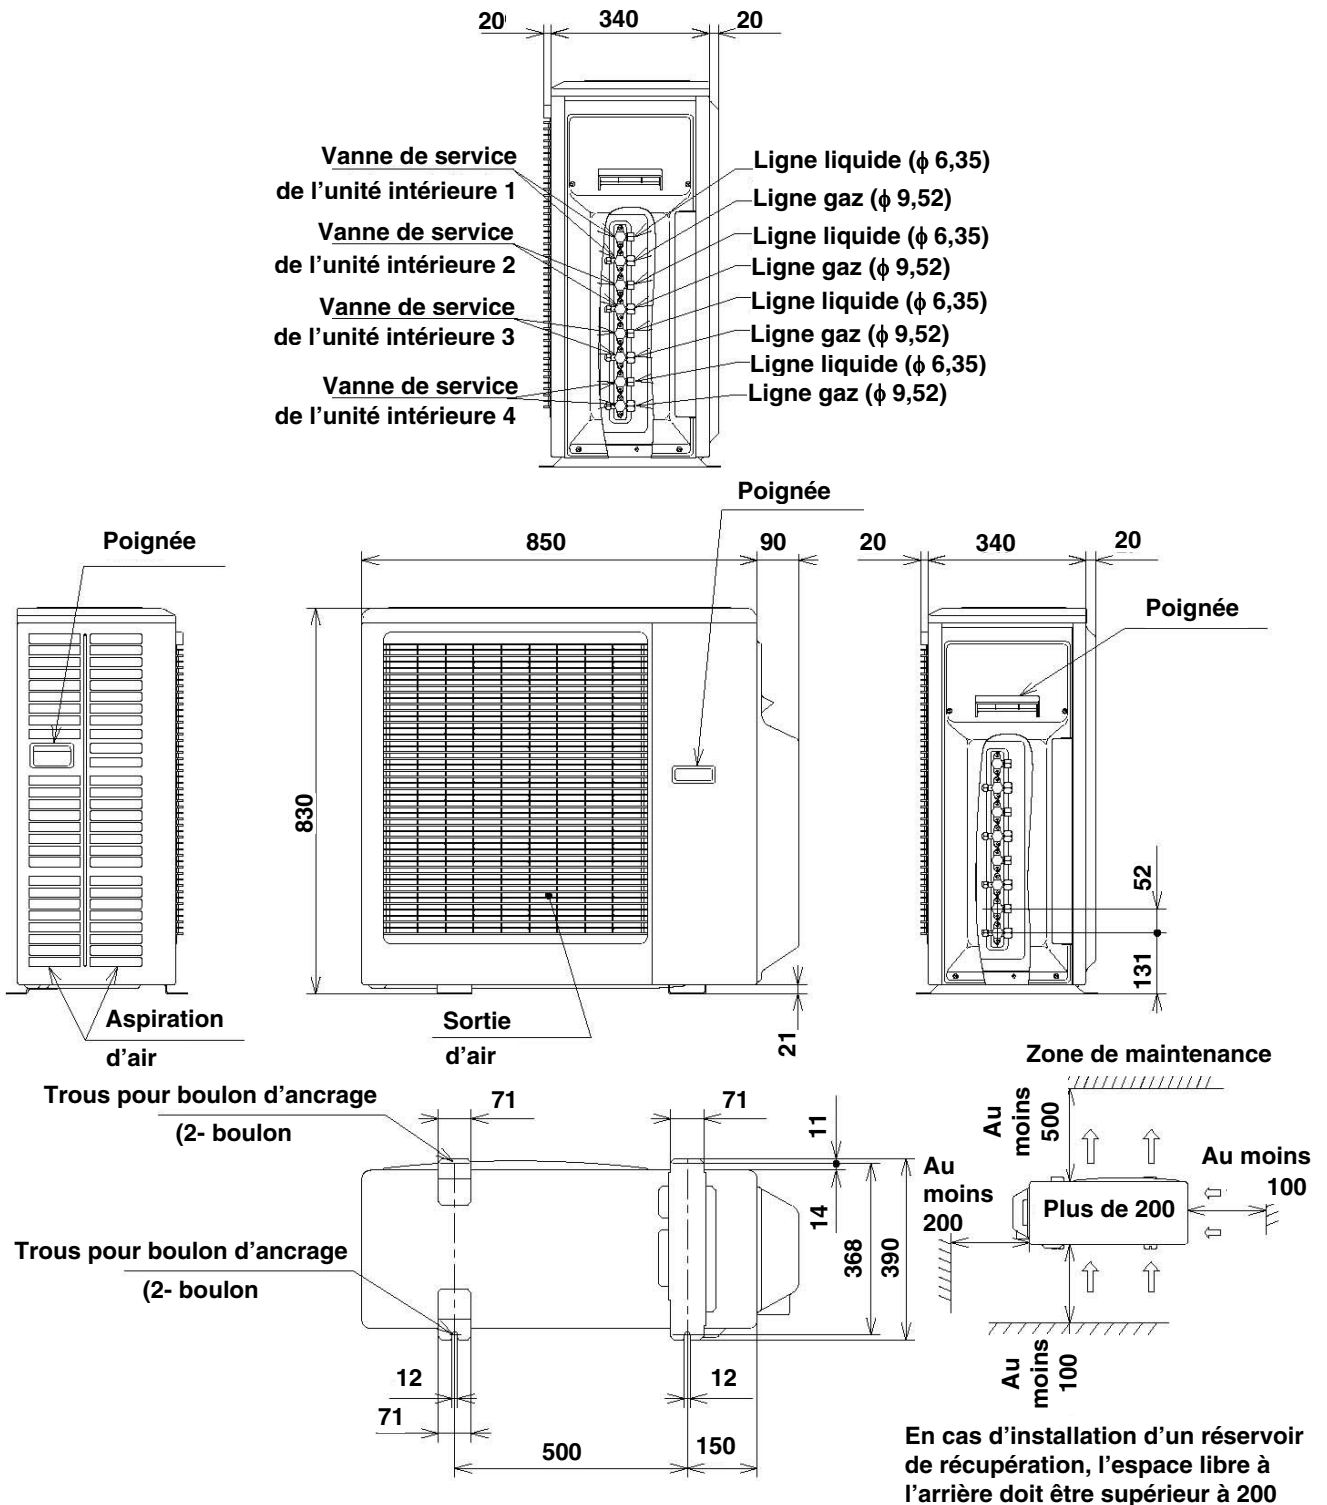 20 340 20
Vanne de service
de l'unité intérieure 1
Ligne liquide (ϕ 6,35)
Ligne gaz (ϕ 9,52)
Vanne de service
de l'unité intérieure 2
Ligne liquide (ϕ 6,35)
Ligne gaz (ϕ 9,52)
Vanne de service
de l'unité intérieure 3
Ligne liquide (ϕ 6,35)
Ligne gaz (ϕ 9,52)
Vanne de service
de l'unité intérieure 4
Ligne liquide (ϕ 6,35)
Ligne gaz (ϕ 9,52)
Poignée
Poignée
850 90
20 340 20
Poignée
830
52
131
21
Aspiration
d'air
Sortie
d'air
Trous pour boulon d'ancrage
(2- boulon
71 71
11
14
368
390
Trous pour boulon d'ancrage
(2- boulon
12 12
71
500 150
Zone de maintenance
Au
moins
500
Au
moins
200
Plus de 200
Au moins
100
Au
moins
100
En cas d'installation d'un réservoir
de récupération, l'espace libre à
l'arrière doit être supérieur à 200